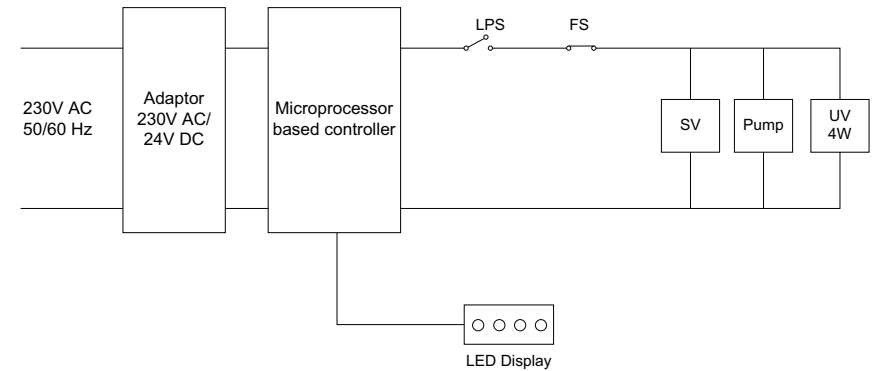 LPS
FS
230V AC
50/60 Hz
Adaptor
230V AC/
24V DC
Microprocessor
based controller
SV
Pump
UV
4W
LED Display